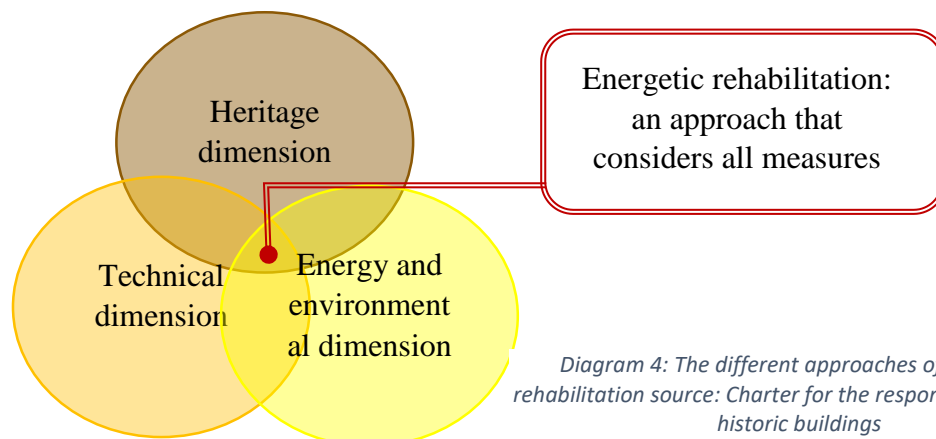 Heritage
dimension
Energetic rehabilitation:
an approach that
considers all measures
Technical
dimension
Energy and
environment
al dimension
Diagram 4: The different approaches
rehabilitation source: Charter for the
historic buildings